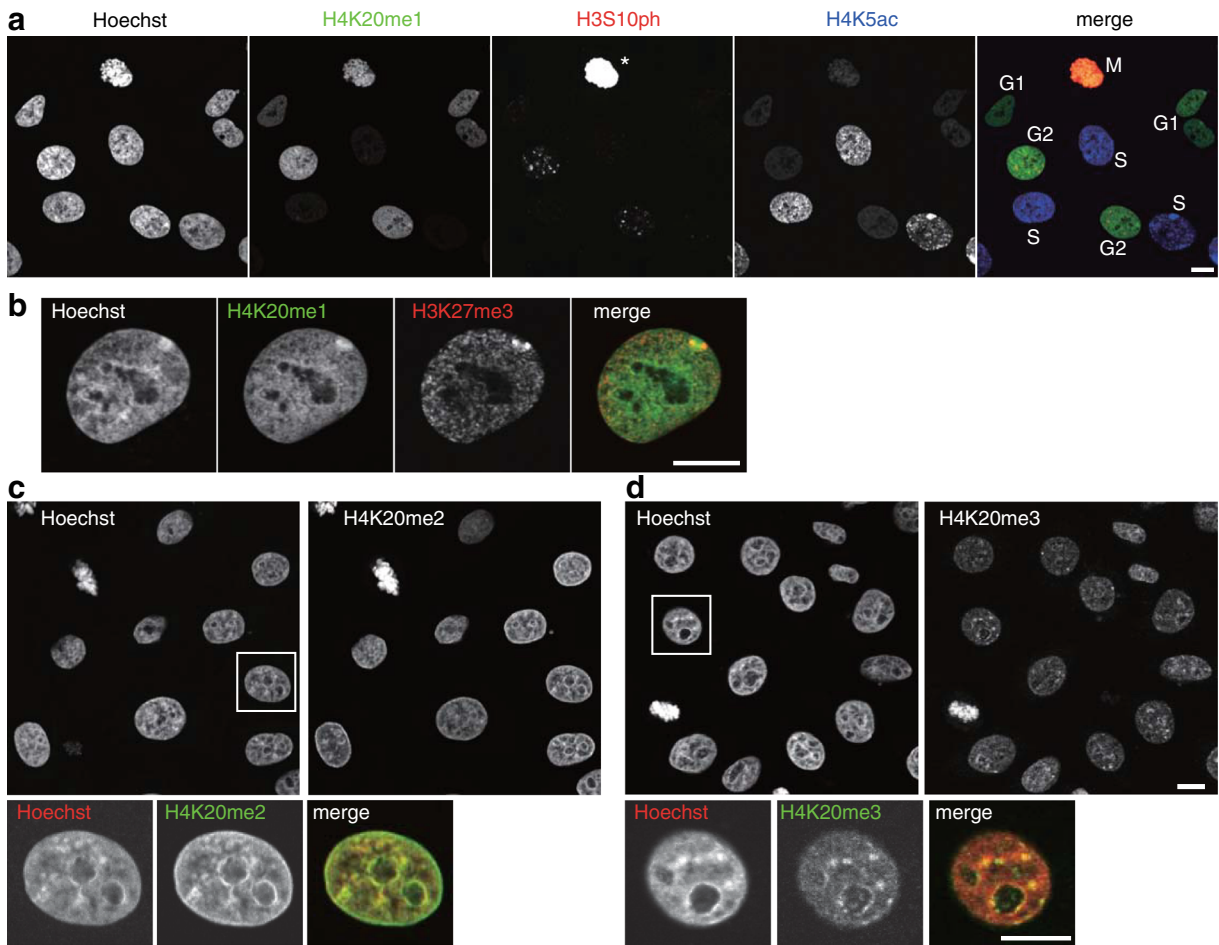 a
Hoechst H4K20me1 H3S10ph H4K5ac merge
* M
G1 G1
G2 S
S G2 S
b
Hoechst H4K20me1 H3K27me3 merge
c
Hoechst H4K20me2
Hoechst H4K20me2 merge
d
Hoechst H4K20me3
Hoechst H4K20me3 merge